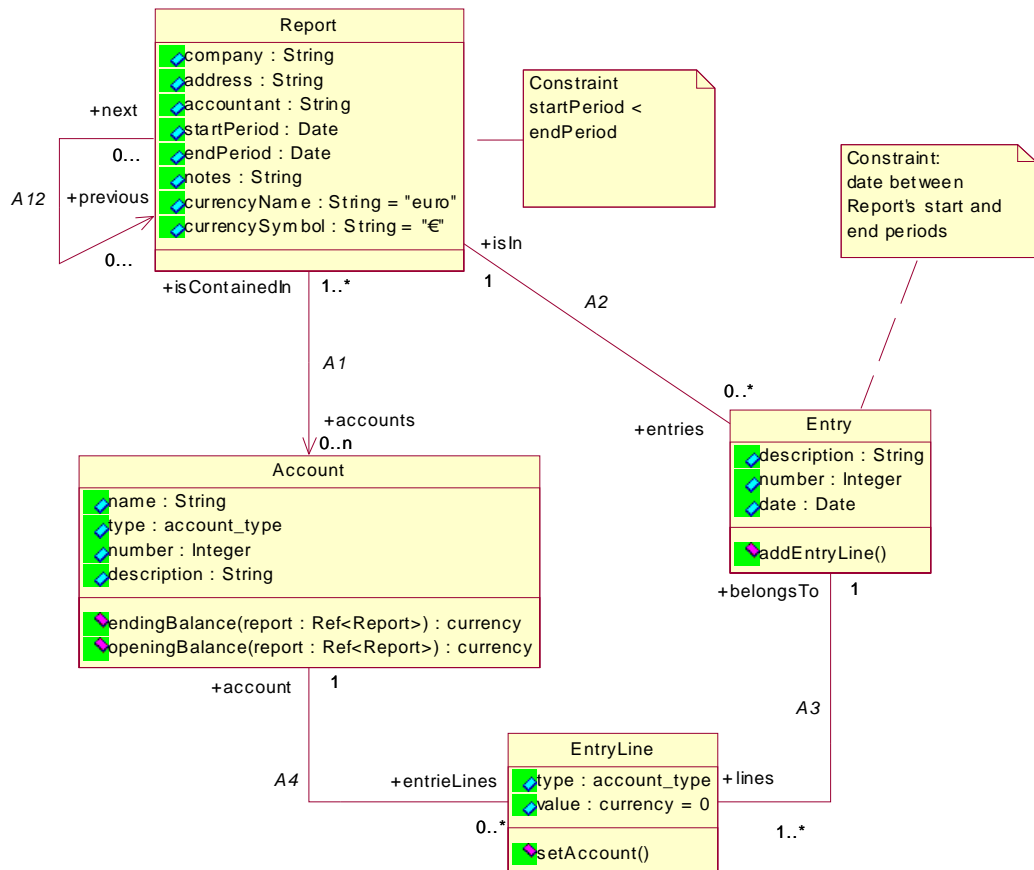 Report
company : String
address : String
accountant : String
startPeriod : Date
endPeriod : Date
notes : String
currencyName : String = "euro"
currencySymbol : String = "€"
Constraint
startPeriod <
endPeriod
Constraint:
date between
Report's start and
end periods
+next
0...
A12
+previous
0...
+isContainedIn
1..*
+isIn
1
A2
A1
+accounts
0..n
0..*
+entries
Entry
description : String
number : Integer
date : Date
addEntryLine()
Account
name : String
type : account_type
number : Integer
description : String
endingBalance(report : Ref<Report>) : currency
openingBalance(report : Ref<Report>) : currency
+belongsTo
1
+account
1
A3
A4
+entrieLines
0..*
EntryLine
type : account_type
value : currency = 0
setAccount()
+lines
1..*